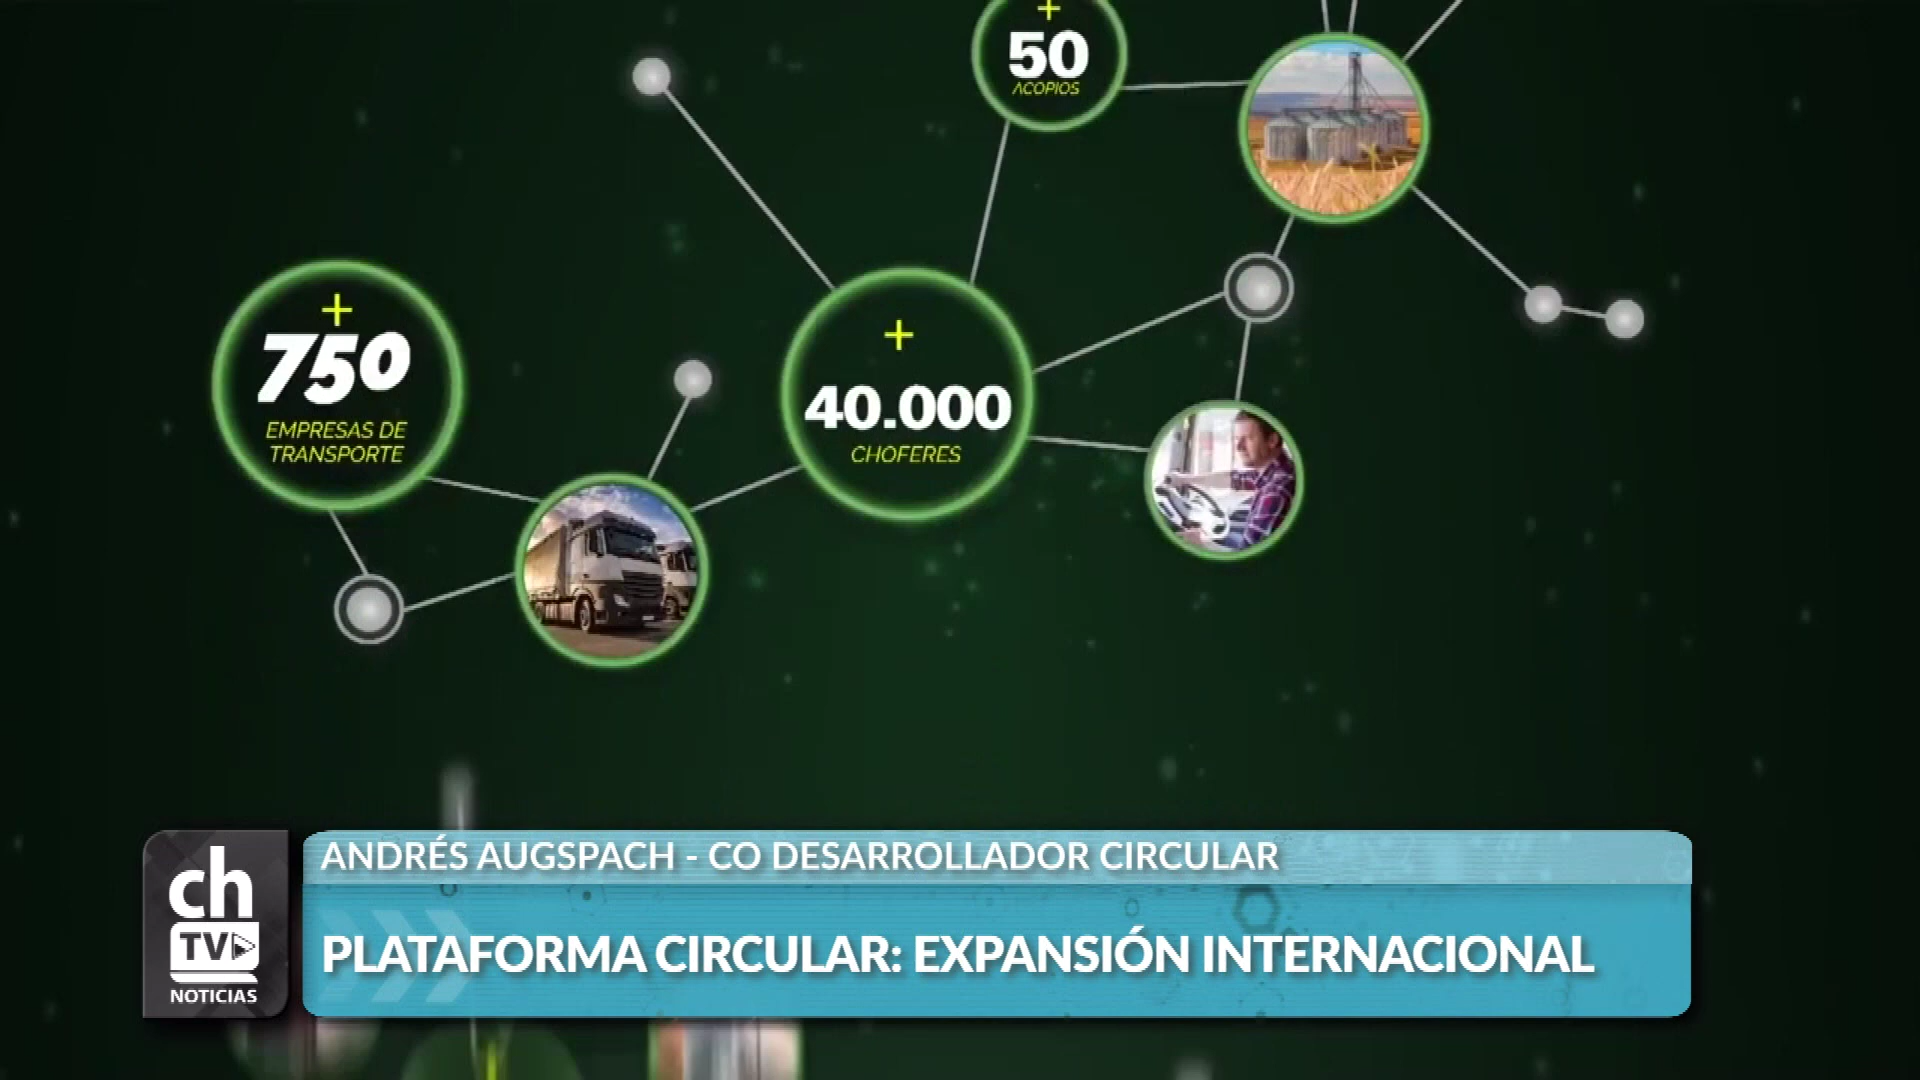 +
50
ACOPIOS
+
750
EMPRESAS DE
TRANSPORTE
+
40.000
CHOFERES
ch
TV
NOTICIAS
ANDRÉS AUGSPACH - CO DESARROLLADOR CIRCULAR
PLATAFORMA CIRCULAR: EXPANSIÓN INTERNACIONAL